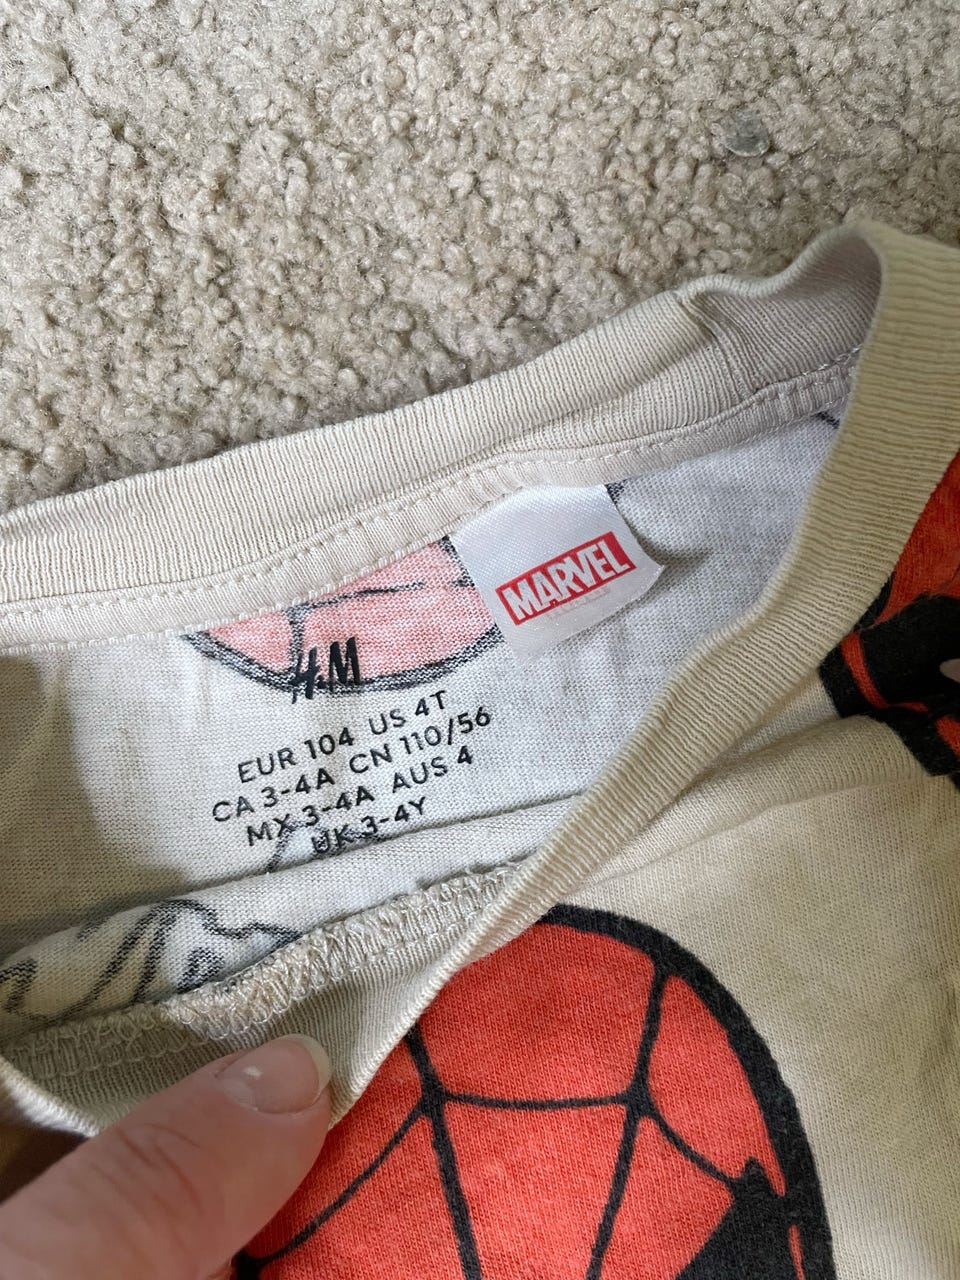 MARVEL
H&M
EUR 104 US 4T
CA 3-4A CN 110/56
MX 3-4A AUS 4
UK 3-4Y